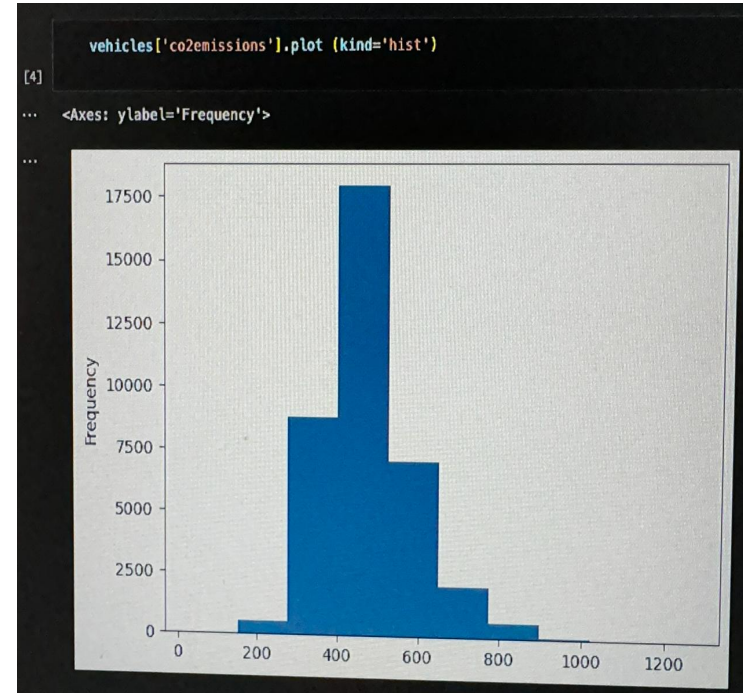 vehicles['co2emissions'].plot (kind='hist')
[4]
... <Axes: ylabel='Frequency'>
...
17500
15000
12500
10000
7500
5000
2500
0
Frequency
0 200 400 600 800 1000 1200